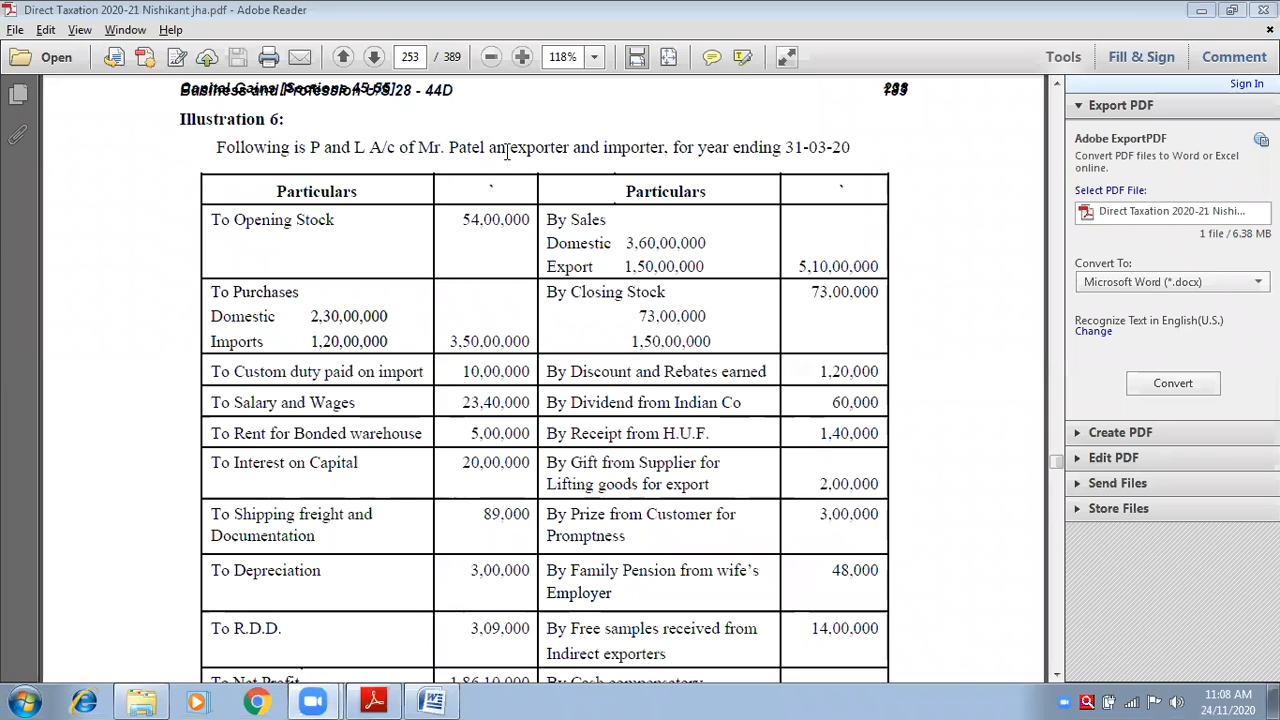 Direct Taxation 2020-21 Nishikant jha.pdf - Adobe Reader
File Edit View Window Help
Open 253 / 389 118% Tools Fill & Sign Comment
Sign In
Illustration 6:
Following is P and L A/c of Mr. Patel an exporter and importer, for year ending 31-03-20
Particulars ` Particulars `
To Opening Stock 54,00,000 By Sales
Domestic 3,60,00,000
Export 1,50,00,000 5,10,00,000
To Purchases By Closing Stock 73,00,000
Domestic 2,30,00,000 73,00,000
Imports 1,20,00,000 3,50,00,000 1,50,00,000
To Custom duty paid on import 10,00,000 By Discount and Rebates earned 1,20,000
To Salary and Wages 23,40,000 By Dividend from Indian Co 60,000
To Rent for Bonded warehouse 5,00,000 By Receipt from H.U.F. 1,40,000
To Interest on Capital 20,00,000 By Gift from Supplier for
Lifting goods for export 2,00,000
To Shipping freight and 89,000 By Prize from Customer for 3,00,000
Documentation Promptness
To Depreciation 3,00,000 By Family Pension from wife's 48,000
Employer
To R.D.D. 3,09,000 By Free samples received from 14,00,000
Indirect exporters
To Net Profit 1,86,10,000 By Cash compensatory
Export PDF
Adobe ExportPDF
Convert PDF files to Word or Excel
online.
Select PDF File:
Direct Taxation 2020-21 Nishi...
1 file / 6.38 MB
Convert To:
Microsoft Word (*.docx)
Recognize Text in English(U.S.)
Change
Convert
Create PDF
Edit PDF
Send Files
Store Files
11:08 AM
24/11/2020